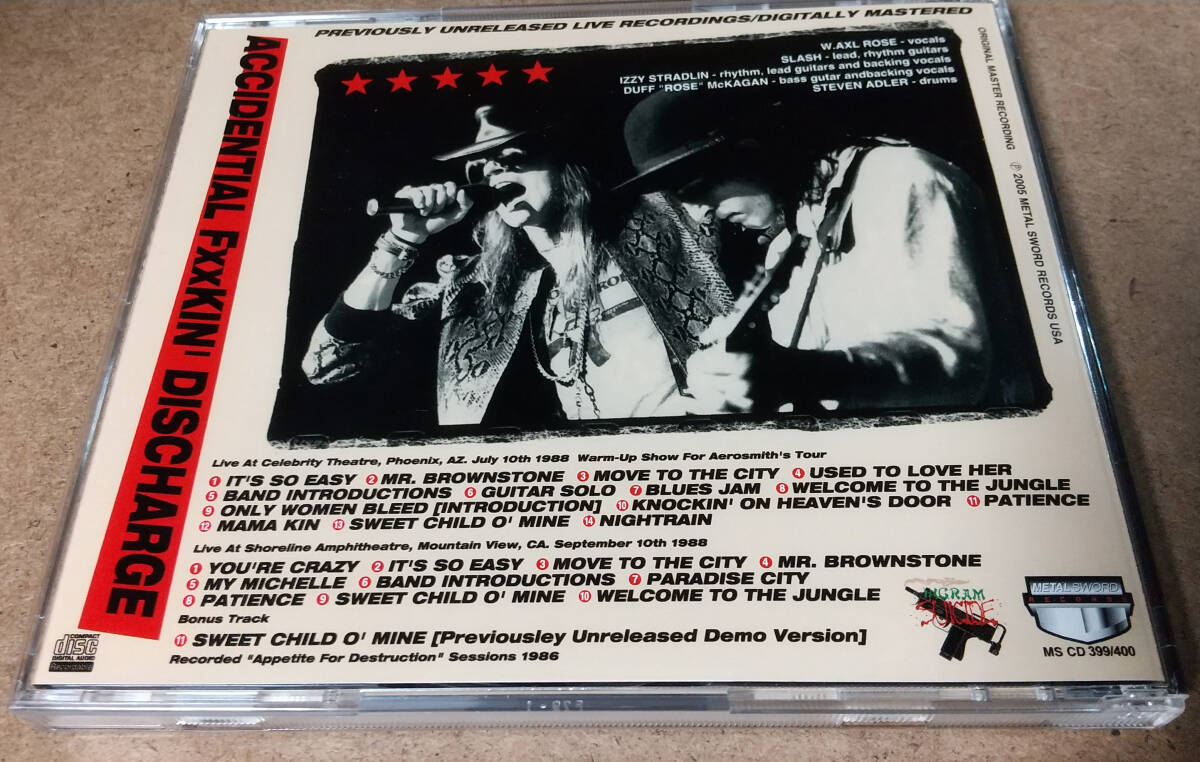 PREVIOUSLY UNRELEASED LIVE RECORDINGS/DIGITALLY MASTERED
W.AXL ROSE - vocals
SLASH - lead, rhythm guitars
IZZY STRADLIN - rhythm, lead guitars and backing vocals
DUFF "ROSE" McKAGAN - bass gutar andbacking vocals
STEVEN ADLER - drums
ORIGINAL MASTER RECORDING ℗ 2005 METAL SWORD RECORDS USA
ACCIDENTIAL FXXKIN' DISCHARGE
Live At Celebrity Theatre, Phoenix, AZ. July 10th 1988 Warm-Up Show For Aerosmith's Tour
1 IT'S SO EASY 2 MR. BROWNSTONE 3 MOVE TO THE CITY 4 USED TO LOVE HER
5 BAND INTRODUCTIONS 6 GUITAR SOLO 7 BLUES JAM 8 WELCOME TO THE JUNGLE
9 ONLY WOMEN BLEED [INTRODUCTION] 10 KNOCKIN' ON HEAVEN'S DOOR 11 PATIENCE
12 MAMA KIN 13 SWEET CHILD O' MINE 14 NIGHTRAIN
Live At Shoreline Amphitheatre, Mountain View, CA. September 10th 1988
1 YOU'RE CRAZY 2 IT'S SO EASY 3 MOVE TO THE CITY 4 MR. BROWNSTONE
5 MY MICHELLE 6 BAND INTRODUCTIONS 7 PARADISE CITY
8 PATIENCE 9 SWEET CHILD O' MINE 10 WELCOME TO THE JUNGLE
Bonus Track
11 SWEET CHILD O' MINE [Previousley Unreleased Demo Version]
Recorded "Appetite For Destruction" Sessions 1986
COMPACT
disc
DIGITAL AUDIO
Recordable
INGRAM
SUICIDE
METAL SWORD
RECORDS
MS CD 399/400